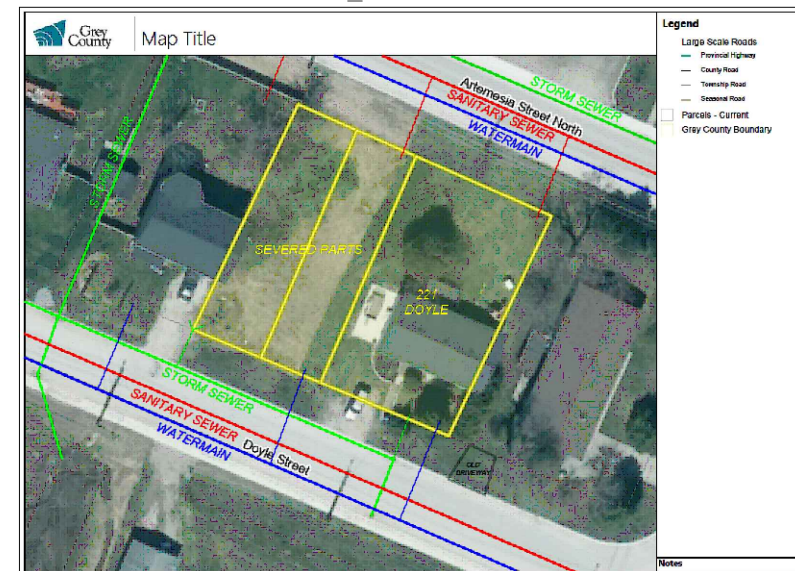 Grey
County
Map Title
Legend
Large Scale Roads
Provincial Highway
County Road
Township Road
Seasonal Road
Parcels - Current
Grey County Boundary
STORM SEWER
Artemesia Street North
SANITARY SEWER
WATERMAIN
STORM SEWER
SEVERED PARTS
221
DOYLE
STORM SEWER
SANITARY SEWER
WATERMAIN
Doyle Street
OLD
DRIVEWAY
Notes